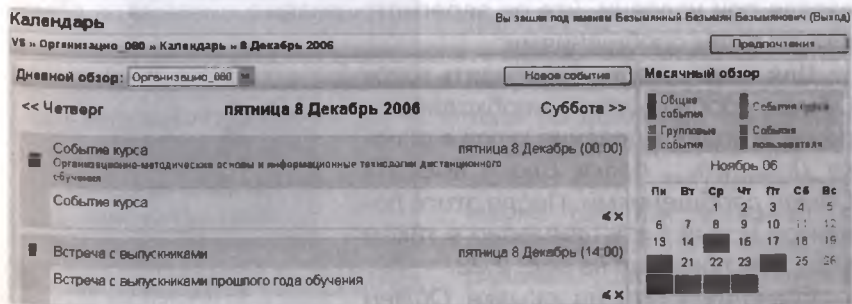 Календарь
Вы зашли под именем Безымянный Безымян Безымянович (Выход)
VS » Организацио_080 » Календарь » 8 Декабрь 2006
Предпочтения
Дневной обзор: Организацио_080
Новое событие
Месячный обзор
<< Четверг
пятница 8 Декабрь 2006
Суббота >>
Общие события
События курса
Групповые события
События пользователя
Событие курса
пятница 8 Декабрь (00:00)
Организационно-методические основы и информационные технологии дистанционного
обучения
Событие курса
Ноябрь 06
Пн Вт Ср Чт Пт Сб Вс
1 2 3 4 5
6 7 8 9 10 11 12
13 14 16 17 18 19
21 22 23 25 26
Встреча с выпускниками
пятница 8 Декабрь (14:00)
Встреча с выпускниками прошлого года обучения